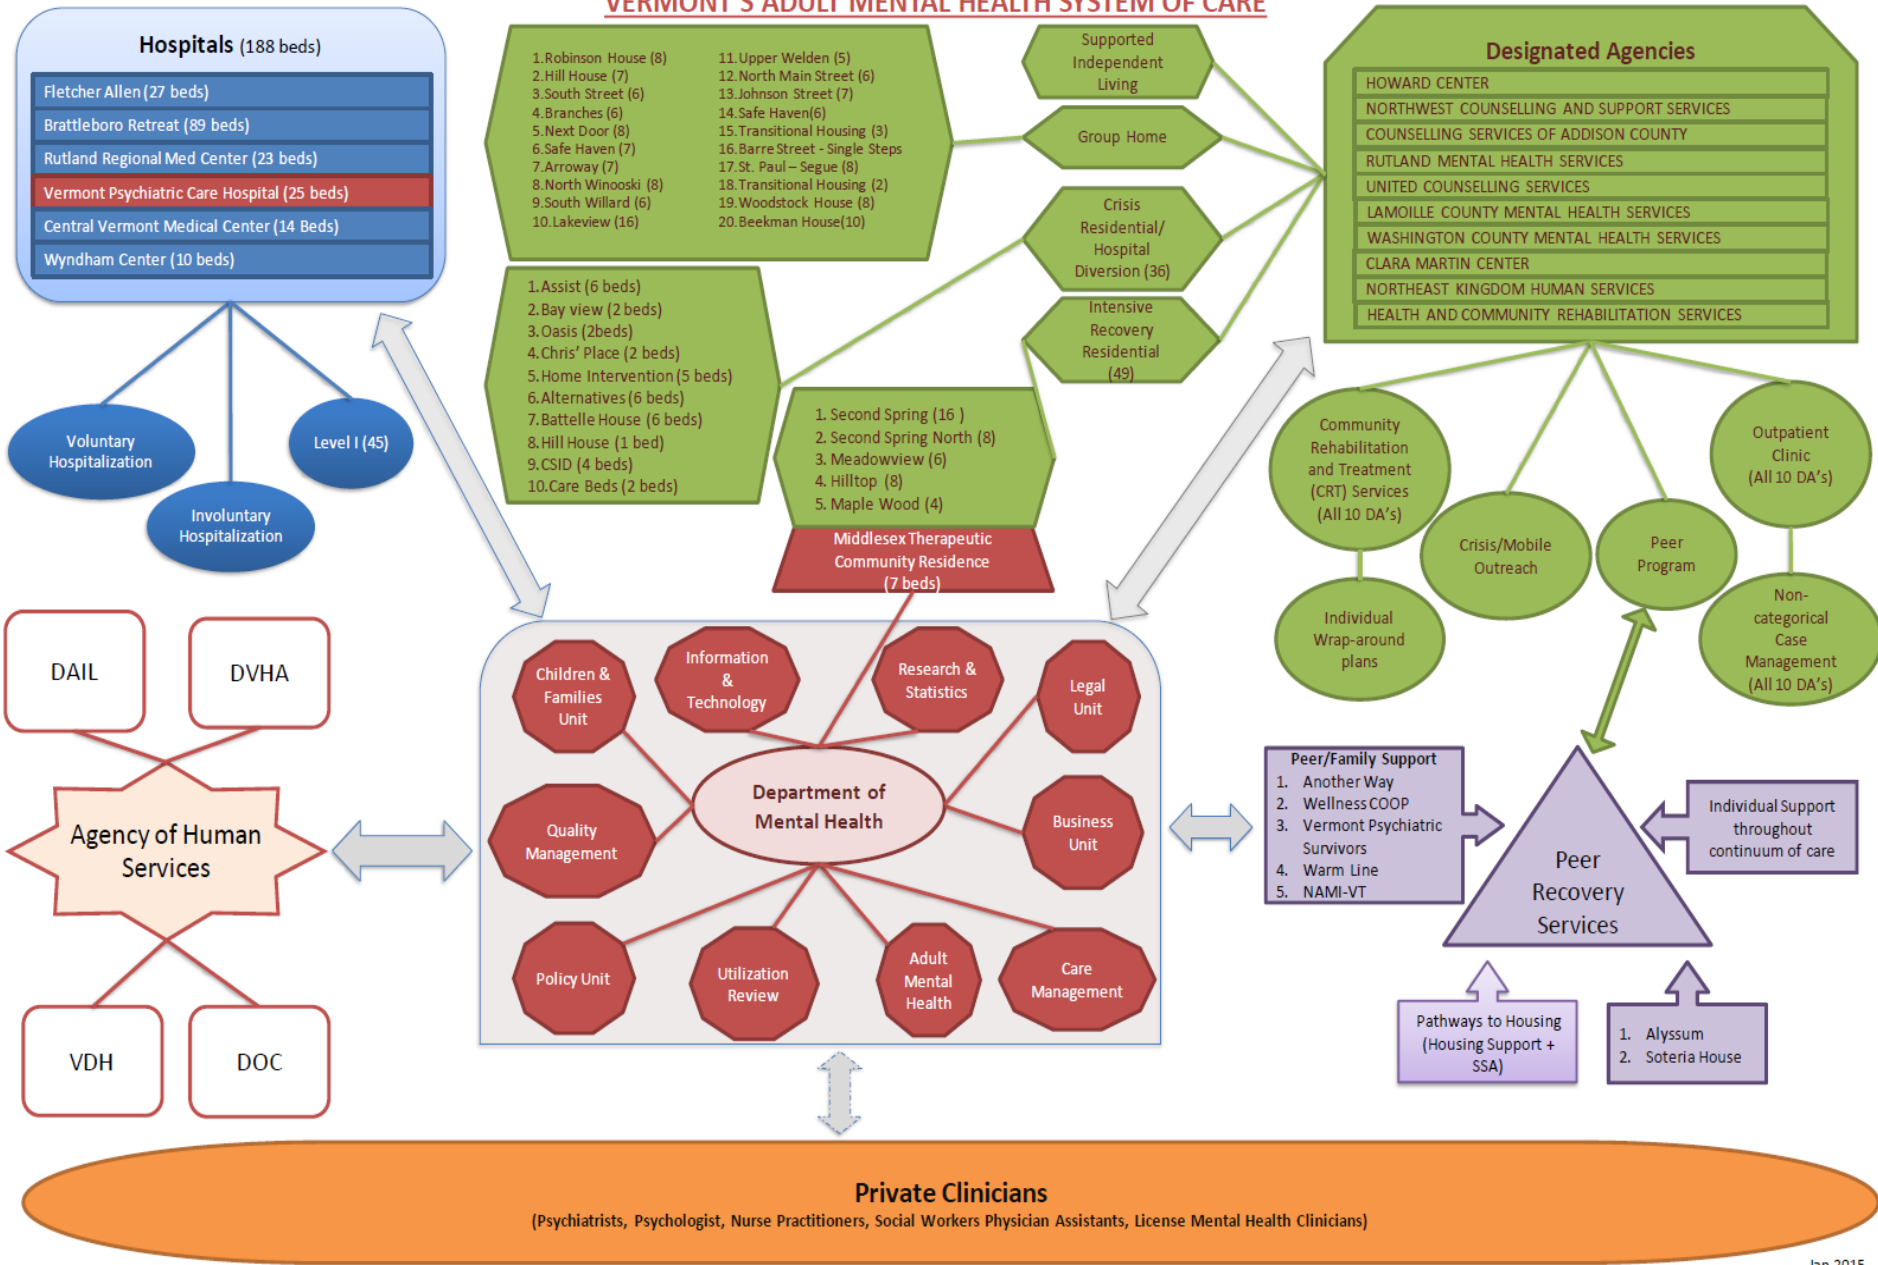 VERMONT'S ADULT MENTAL HEALTH SYSTEM OF CARE
Hospitals (188 beds)
Fletcher Allen (27 beds)
Brattleboro Retreat (89 beds)
Rutland Regional Med Center (23 beds)
Vermont Psychiatric Care Hospital (25 beds)
Central Vermont Medical Center (14 Beds)
Wyndham Center (10 beds)
Voluntary
Hospitalization
Involuntary
Hospitalization
Level I (45)
1.Robinson House (8)
2.Hill House (7)
3.South Street (6)
4.Branches (6)
5.Next Door (8)
6.Safe Haven (7)
7.Arroway (7)
8.North Winooski (8)
9.South Willard (6)
10.Lakeview (16)
11.Upper Welden (5)
12.North Main Street (6)
13.Johnson Street (7)
14.Safe Haven(6)
15.Transitional Housing (3)
16.Barre Street - Single Steps
17.St. Paul – Segue (8)
18.Transitional Housing (2)
19.Woodstock House (8)
20.Beekman House(10)
Supported
Independent
Living
Group Home
Crisis
Residential/
Hospital
Diversion (36)
Intensive
Recovery
Residential
(49)
1.Assist (6 beds)
2.Bay view (2 beds)
3.Oasis (2beds)
4.Chris' Place (2 beds)
5.Home Intervention (5 beds)
6.Alternatives (6 beds)
7.Battelle House (6 beds)
8.Hill House (1 bed)
9.CSID (4 beds)
10.Care Beds (2 beds)
1. Second Spring (16 )
2. Second Spring North (8)
3. Meadowview (6)
4. Hilltop (8)
5. Maple Wood (4)
Middlesex Therapeutic
Community Residence
(7 beds)
Designated Agencies
HOWARD CENTER
NORTHWEST COUNSELLING AND SUPPORT SERVICES
COUNSELLING SERVICES OF ADDISON COUNTY
RUTLAND MENTAL HEALTH SERVICES
UNITED COUNSELLING SERVICES
LAMOILLE COUNTY MENTAL HEALTH SERVICES
WASHINGTON COUNTY MENTAL HEALTH SERVICES
CLARA MARTIN CENTER
NORTHEAST KINGDOM HUMAN SERVICES
HEALTH AND COMMUNITY REHABILITATION SERVICES
Community
Rehabilitation
and Treatment
(CRT) Services
(All 10 DA's)
Individual
Wrap-around
plans
Crisis/Mobile
Outreach
Peer
Program
Outpatient
Clinic
(All 10 DA's)
Non-
categorical
Case
Management
(All 10 DA's)
DAIL
DVHA
Agency of Human
Services
VDH
DOC
Children &
Families
Unit
Information
&
Technology
Research &
Statistics
Legal
Unit
Quality
Management
Department of
Mental Health
Business
Unit
Policy Unit
Utilization
Review
Adult
Mental
Health
Care
Management
Peer/Family Support
1. Another Way
2. Wellness COOP
3. Vermont Psychiatric
Survivors
4. Warm Line
5. NAMI-VT
Peer
Recovery
Services
Individual Support
throughout
continuum of care
Pathways to Housing
(Housing Support +
SSA)
1. Alyssum
2. Soteria House
Private Clinicians
(Psychiatrists, Psychologist, Nurse Practitioners, Social Workers Physician Assistants, License Mental Health Clinicians)
Jan 2015